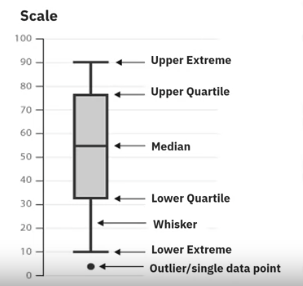 Scale
100
90
Upper Extreme
80
Upper Quartile
70
60
Median
50
40
Lower Quartile
30
Whisker
20
10
Lower Extreme
Outlier/single data point
0